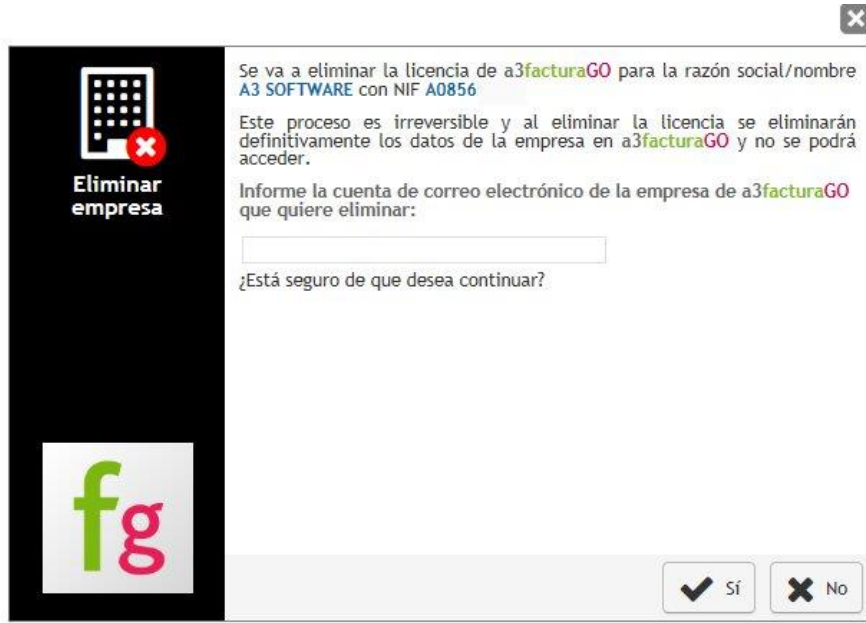 Se va a eliminar la licencia de a3facturaGO para la razón social/nombre
A3 SOFTWARE con NIF A0856
Este proceso es irreversible y al eliminar la licencia se eliminarán
definitivamente los datos de la empresa en a3facturaGO y no se podrá
acceder.
Eliminar
empresa
Informe la cuenta de correo electrónico de la empresa de a3facturaGO
que quiere eliminar:
¿Está seguro de que desea continuar?
fg
Sí
No